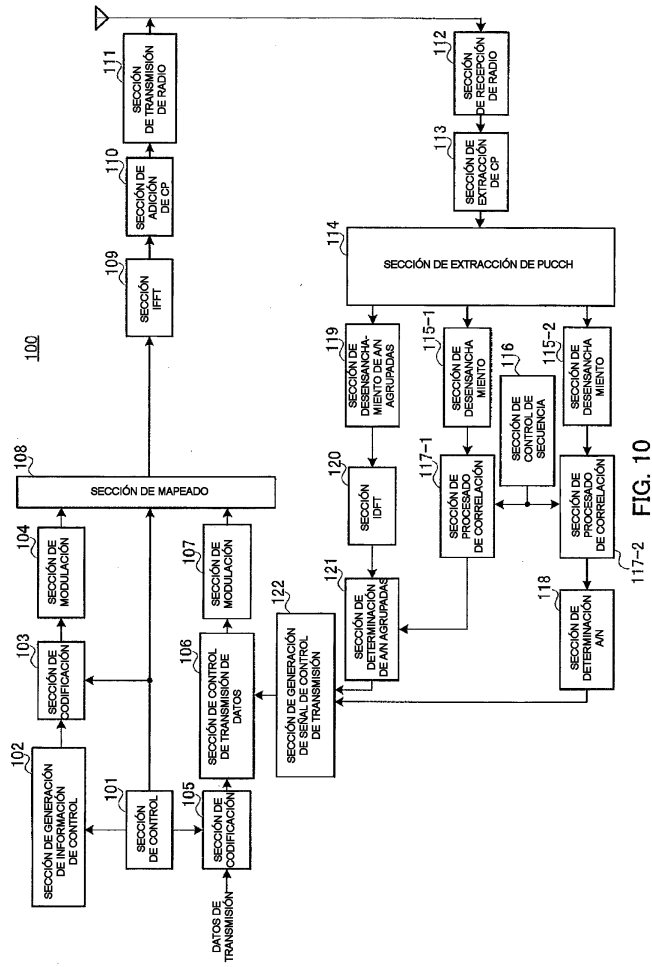 100
102
SECCIÓN DE GENERACIÓN
DE INFORMACIÓN
DE CONTROL
103
SECCIÓN DE
CODIFICACIÓN
104
SECCIÓN DE
MODULACIÓN
108
SECCIÓN DE MAPEADO
109
SECCIÓN
IFFT
110
SECCIÓN DE
ADICIÓN
DE CP
111
SECCIÓN
DE TRANSMISIÓN
DE RADIO
101
SECCIÓN
DE CONTROL
DATOS DE
TRANSMISIÓN
105
SECCIÓN DE
CODIFICACIÓN
106
SECCIÓN DE CONTROL
DE TRANSMISIÓN DE
DATOS
107
SECCIÓN DE
MODULACIÓN
122
SECCIÓN DE GENERACIÓN
DE SEÑAL DE CONTROL
DE TRANSMISIÓN
121
SECCIÓN DE
DETERMINACIÓN
DE A/N AGRUPADAS
120
SECCIÓN
IDFT
119
SECCIÓN DE
DESENSANCHA-
MIENTO DE A/N
AGRUPADAS
114
SECCIÓN DE EXTRACCIÓN DE PUCCH
113
SECCIÓN DE
EXTRACCIÓN
DE CP
112
SECCIÓN
DE RECEPCIÓN
DE RADIO
117-1
SECCIÓN DE
PROCESADO
DE CORRELACIÓN
115-1
SECCIÓN DE
DESENSANCHA
MIENTO
116
SECCIÓN DE
CONTROL DE
SECUENCIA
118
SECCIÓN DE
DETERMINACIÓN
A/N
SECCIÓN DE
PROCESADO
DE CORRELACIÓN
117-2
115-2
SECCIÓN DE
DESENSANCHA
MIENTO
FIG. 10